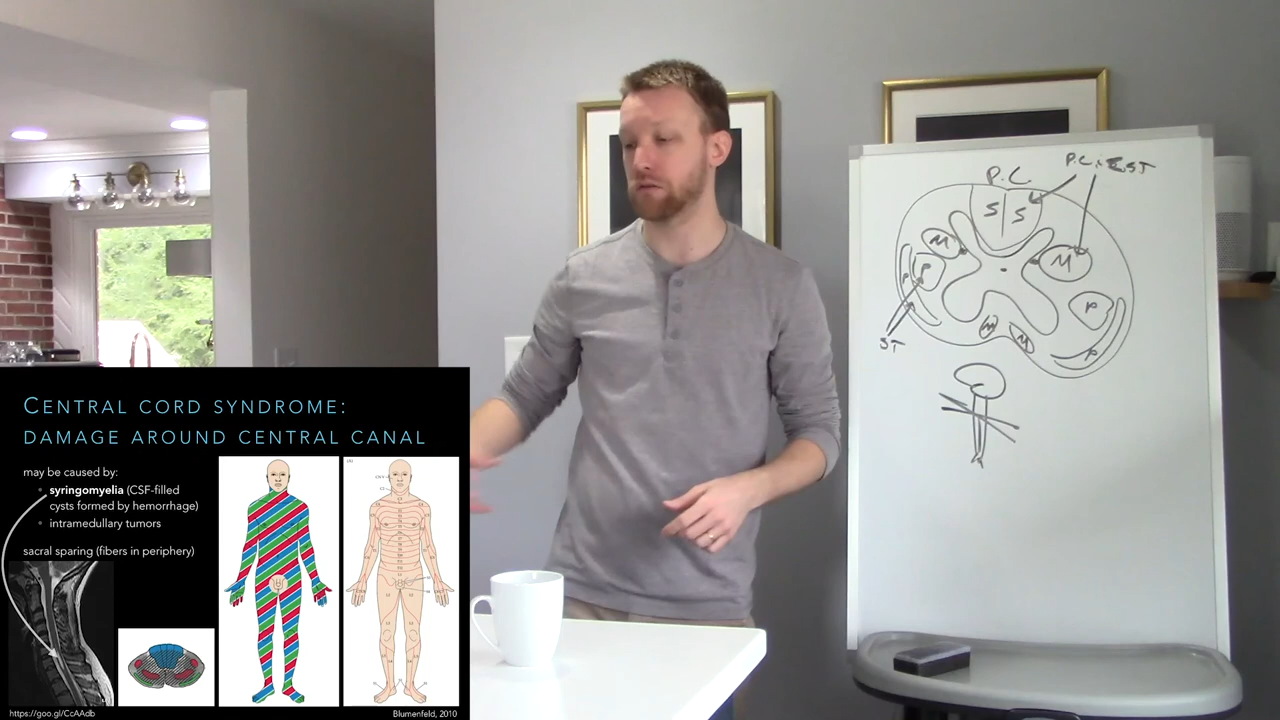 CENTRAL CORD SYNDROME:
DAMAGE AROUND CENTRAL CANAL
may be caused by:
• syringomyelia (CSF-filled
cysts formed by hemorrhage)
• intramedullary tumors
sacral sparing (fibers in periphery)
https://goo.gl/CcAAdb
(A)
Blumenfeld, 2010
P.C
S S
M
M
P
P
P
P
M
M
ST